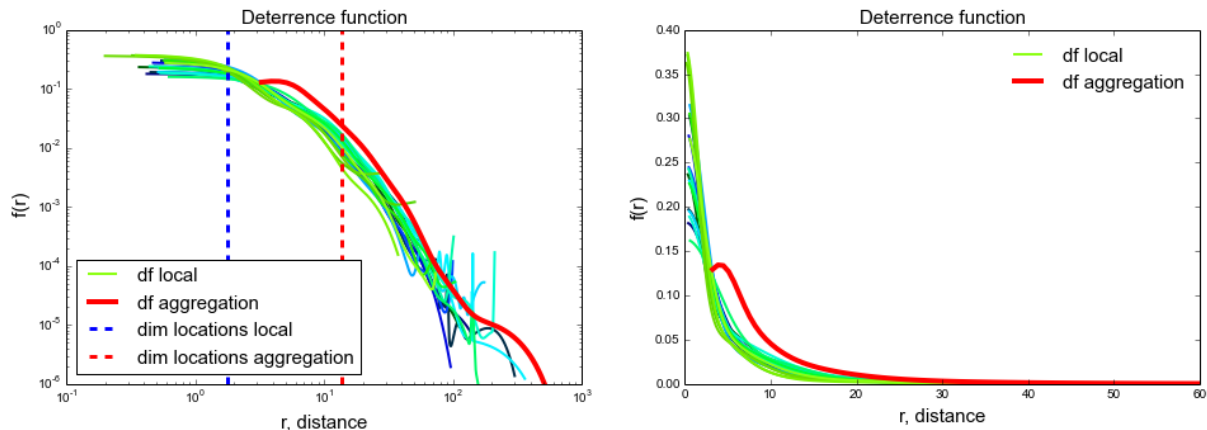 Deterrence function
10^0
10^-1
10^-2
10^-3
10^-4
10^-5
10^-6
f(r)
df local
df aggregation
dim locations local
dim locations aggregation
10^-1 10^0 10^1 10^2 10^3
r, distance
Deterrence function
0.40
0.35
0.30
0.25
0.20
0.15
0.10
0.05
0.00
f(r)
df local
df aggregation
0 10 20 30 40 50 60
r, distance